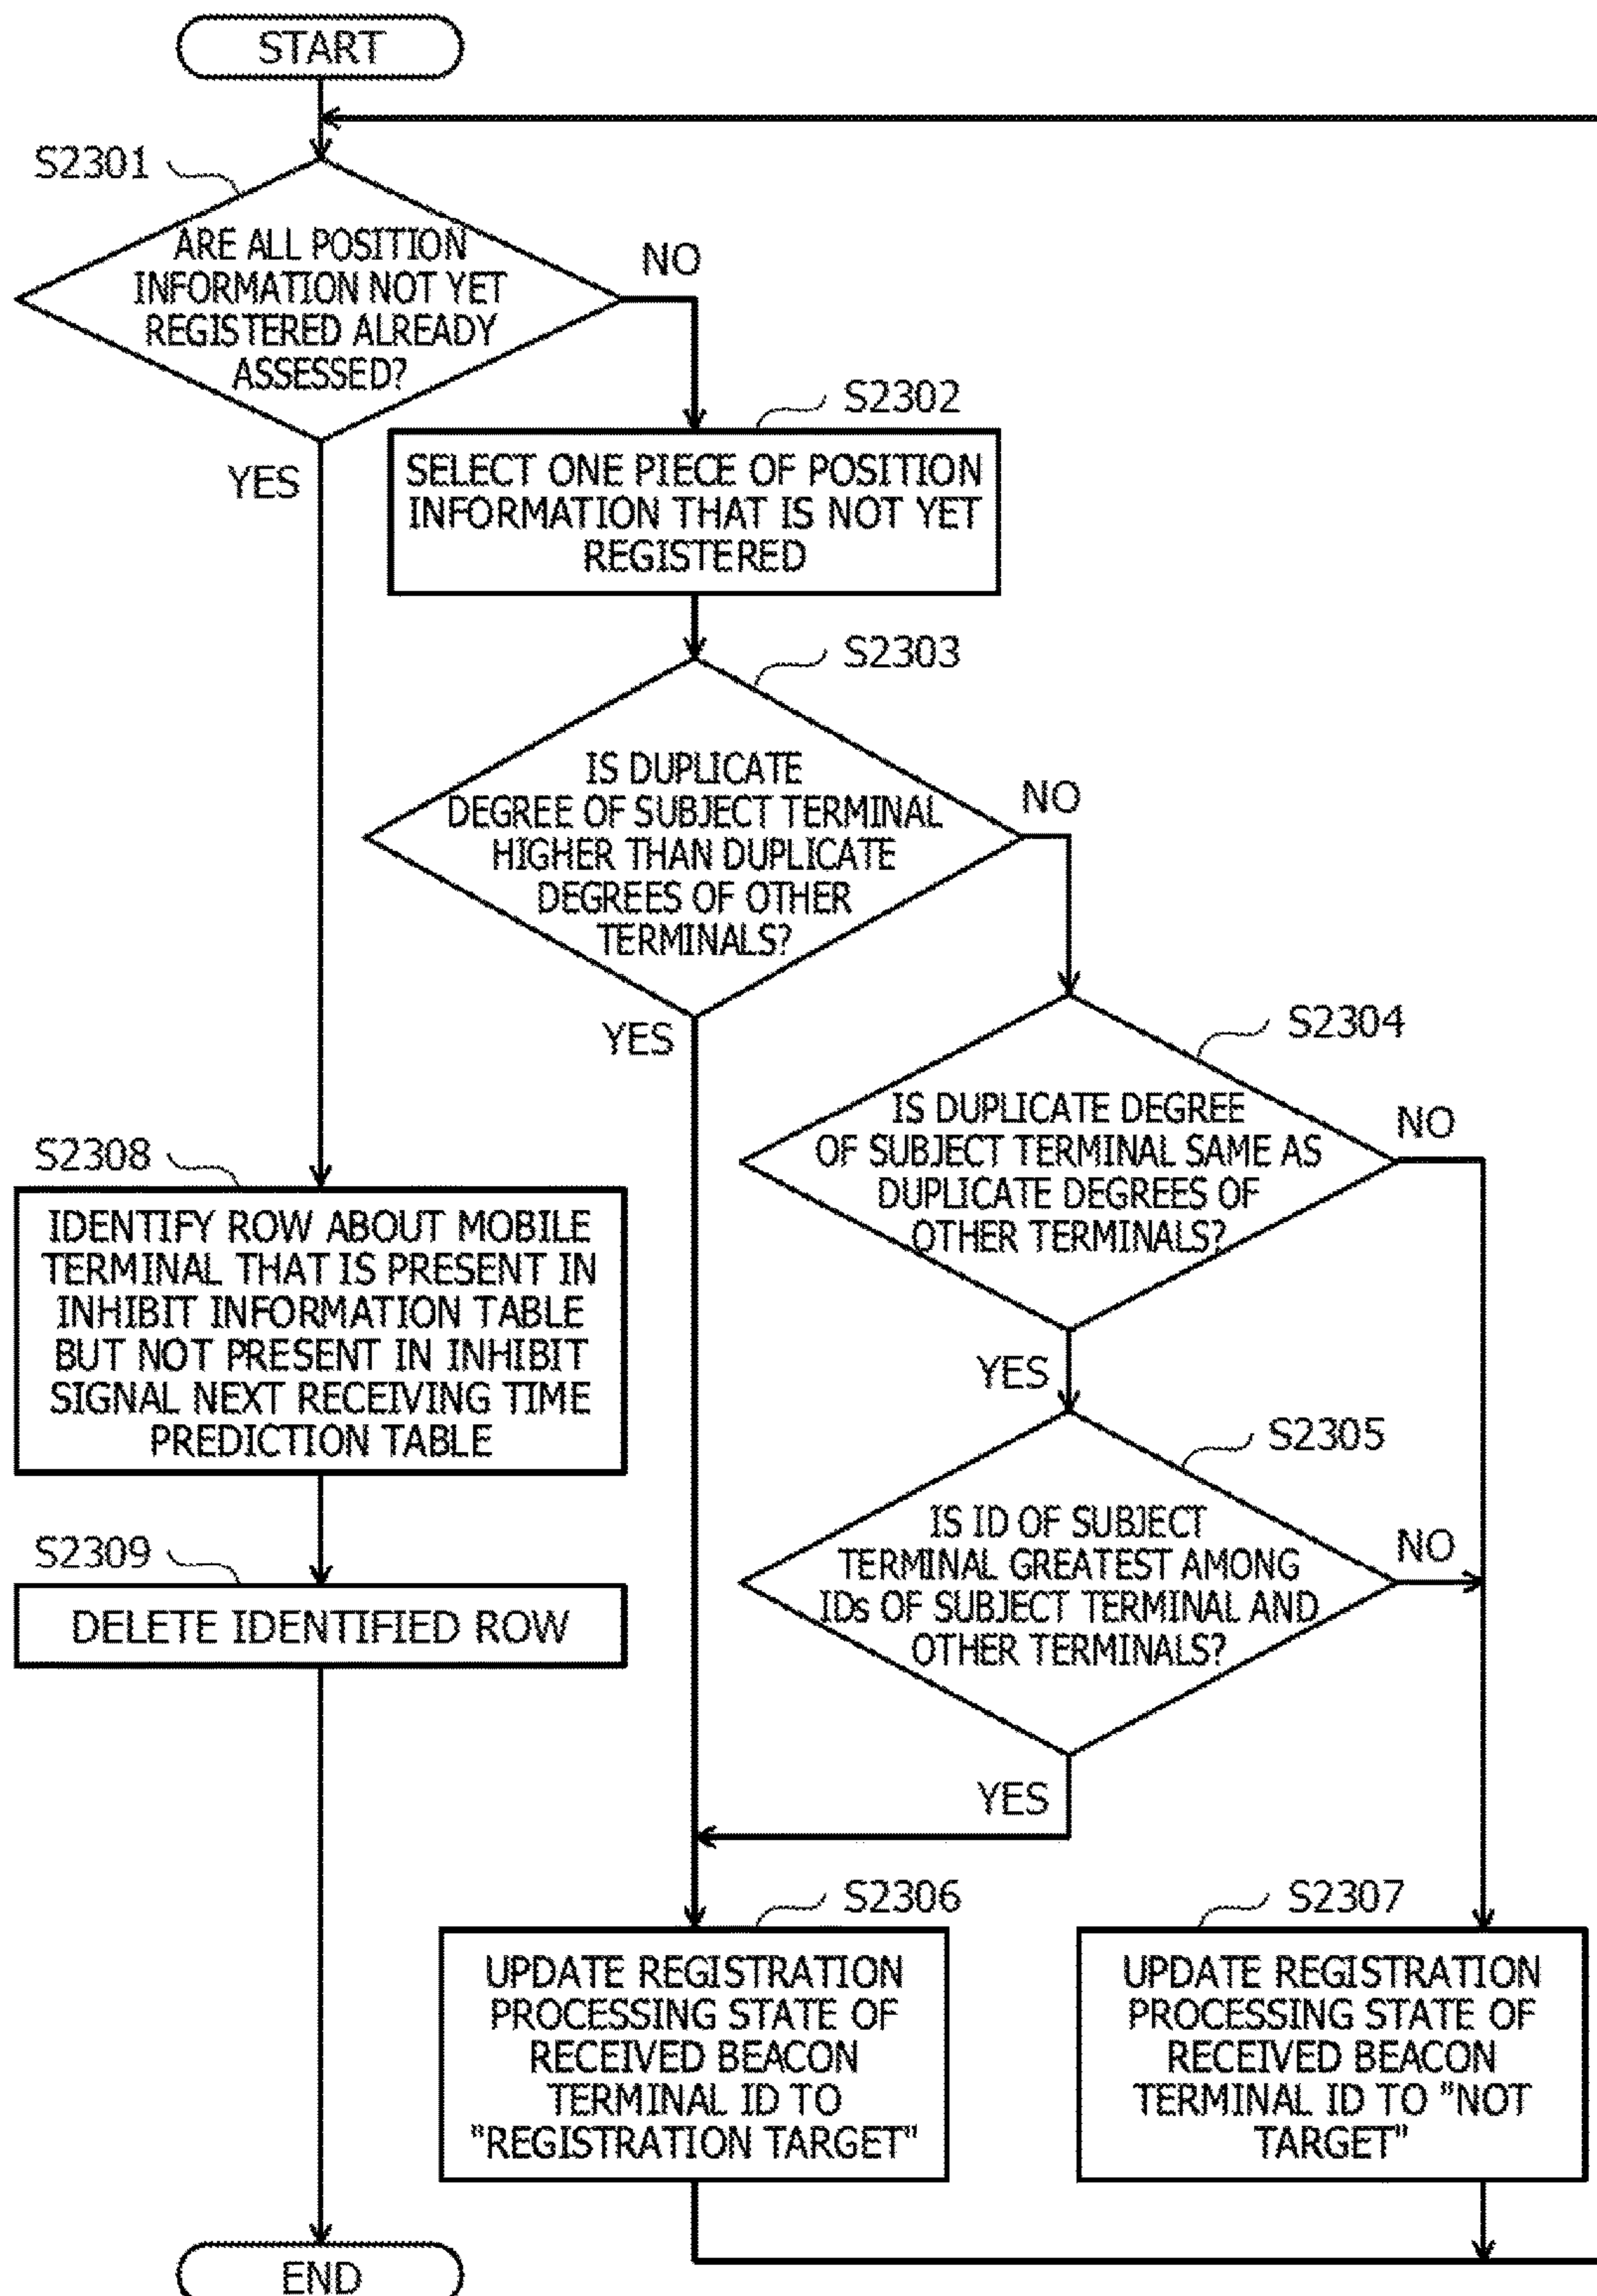 START
S2301
ARE ALL POSITION
INFORMATION NOT YET
REGISTERED ALREADY
ASSESSED?
NO
YES
S2302
SELECT ONE PIECE OF POSITION
INFORMATION THAT IS NOT YET
REGISTERED
S2303
IS DUPLICATE
DEGREE OF SUBJECT TERMINAL
HIGHER THAN DUPLICATE
DEGREES OF OTHER
TERMINALS?
NO
YES
S2304
IS DUPLICATE DEGREE
OF SUBJECT TERMINAL SAME AS
DUPLICATE DEGREES OF
OTHER TERMINALS?
NO
YES
S2305
IS ID OF SUBJECT
TERMINAL GREATEST AMONG
IDs OF SUBJECT TERMINAL AND
OTHER TERMINALS?
NO
YES
S2306
UPDATE REGISTRATION
PROCESSING STATE OF
RECEIVED BEACON
TERMINAL ID TO
"REGISTRATION TARGET"
S2307
UPDATE REGISTRATION
PROCESSING STATE OF
RECEIVED BEACON
TERMINAL ID TO "NOT
TARGET"
S2308
IDENTIFY ROW ABOUT MOBILE
TERMINAL THAT IS PRESENT IN
INHIBIT INFORMATION TABLE
BUT NOT PRESENT IN INHIBIT
SIGNAL NEXT RECEIVING TIME
PREDICTION TABLE
S2309
DELETE IDENTIFIED ROW
END